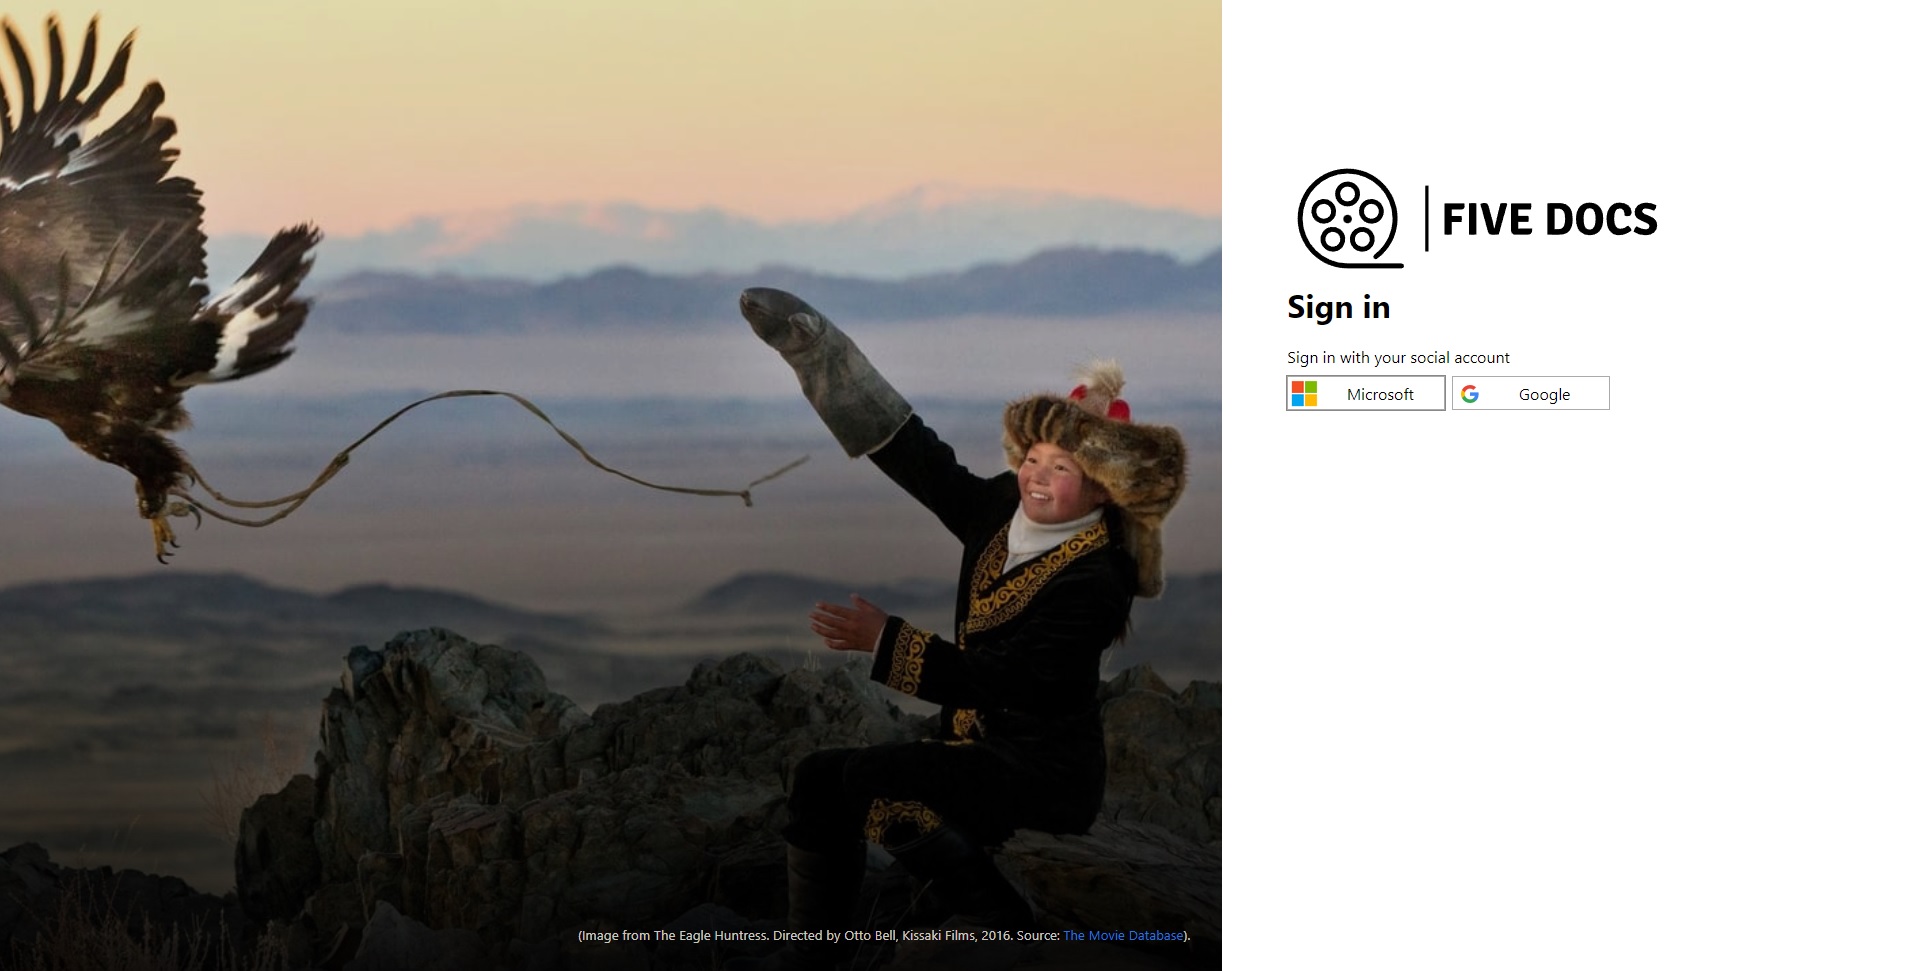 FIVE DOCS
Sign in
Sign in with your social account
Microsoft
Google
(Image from The Eagle Huntress. Directed by Otto Bell, Kissaki Films, 2016. Source: The Movie Database).